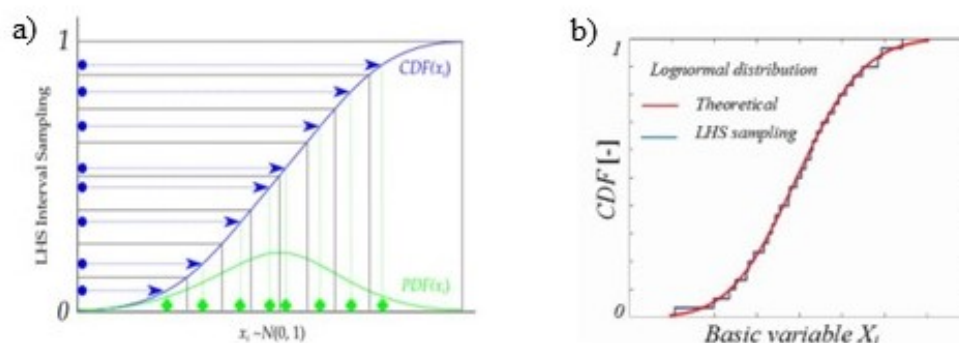 a)
1
LHS Interval Sampling
CDF(xᵢ)
PDF(xᵢ)
0
xᵢ ~N(0, 1)
b)
1
Lognormal distribution
Theoretical
LHS sampling
CDF [-]
0
Basic variable Xᵢ